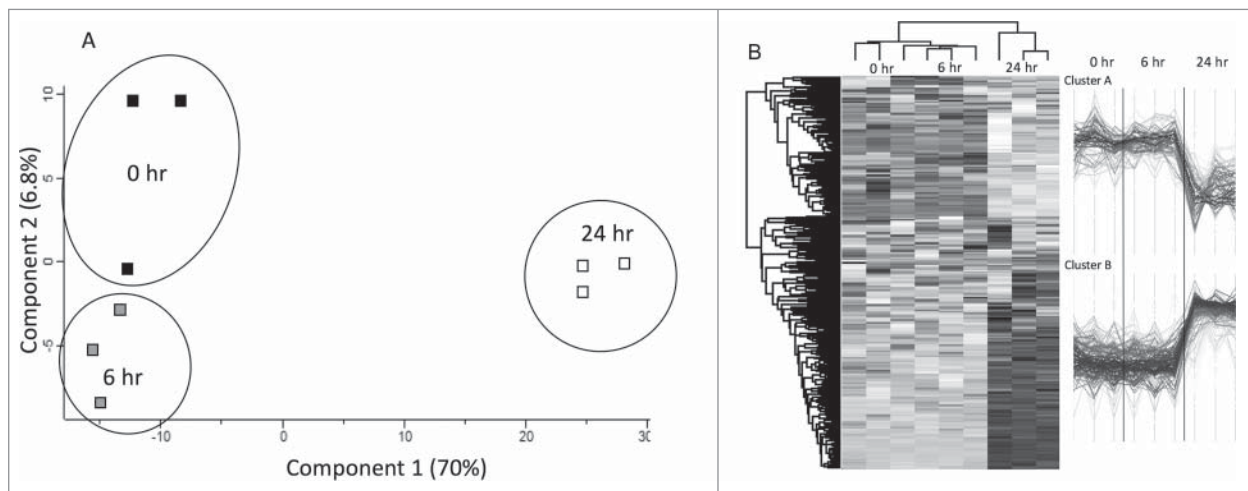 A
Component 2 (6.8%)
10
5
0
-5
0 hr
6 hr
24 hr
-10
0
10
20
30
Component 1 (70%)
B
0 hr
6 hr
24 hr
0 hr
6 hr
24 hr
Cluster A
Cluster B